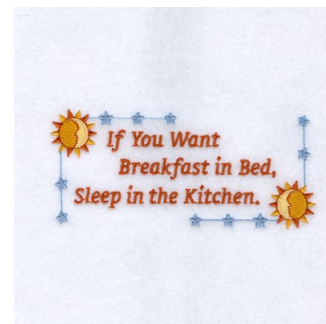 If You Want
Breakfast in Bed,
Sleep in the Kitchen.